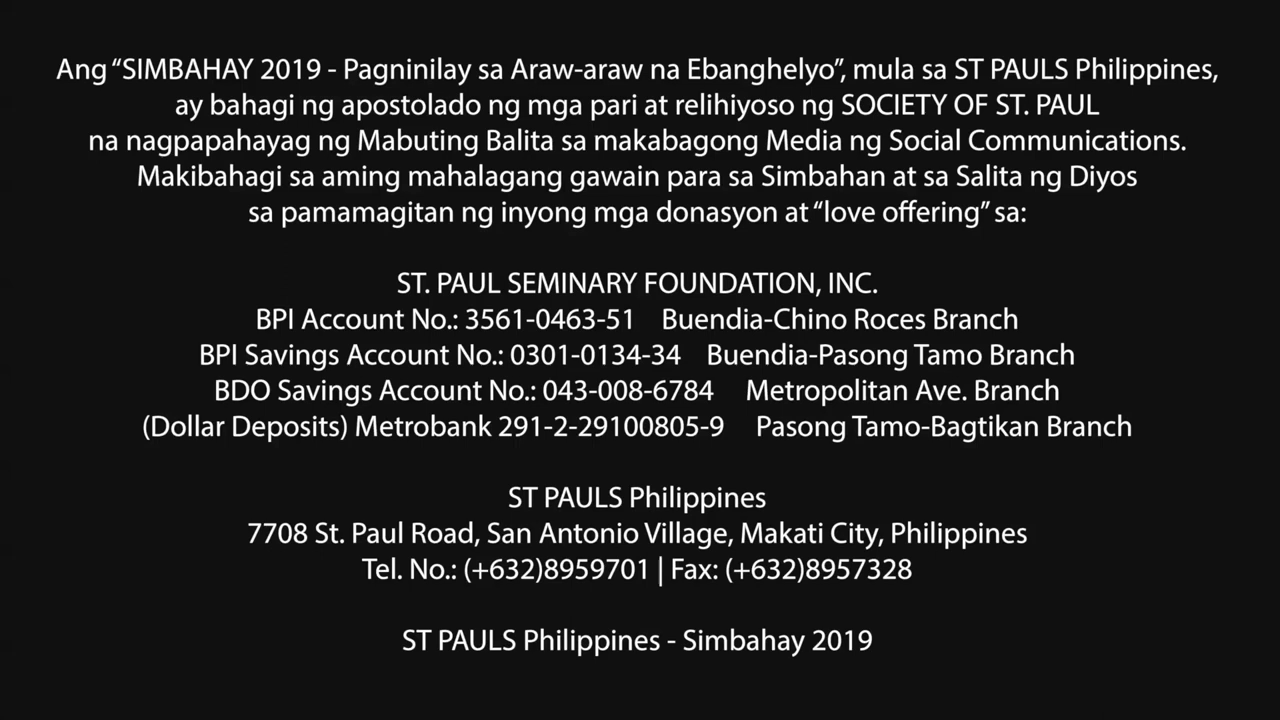 Ang “SIMBAHAY 2019 - Pagninilay sa Araw-araw na Ebanghelyo”, mula sa ST PAULS Philippines,
ay bahagi ng apostolado ng mga pari at relihiyoso ng SOCIETY OF ST. PAUL
na nagpapahayag ng Mabuting Balita sa makabagong Media ng Social Communications.
Makibahagi sa aming mahalagang gawain para sa Simbahan at sa Salita ng Diyos
sa pamamagitan ng inyong mga donasyon at “love offering” sa:
ST. PAUL SEMINARY FOUNDATION, INC.
BPI Account No.: 3561-0463-51 Buendia-Chino Roces Branch
BPI Savings Account No.: 0301-0134-34 Buendia-Pasong Tamo Branch
BDO Savings Account No.: 043-008-6784 Metropolitan Ave. Branch
(Dollar Deposits) Metrobank 291-2-29100805-9 Pasong Tamo-Bagtikan Branch
ST PAULS Philippines
7708 St. Paul Road, San Antonio Village, Makati City, Philippines
Tel. No.: (+632)8959701 | Fax: (+632)8957328
ST PAULS Philippines - Simbahay 2019